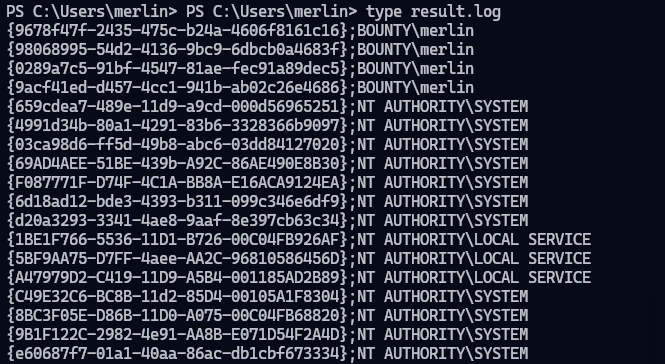 PS C:\Users\merlin> PS C:\Users\merlin> type result.log
{9678f47f-2435-475c-b24a-4606f8161c16};BOUNTY\merlin
{98068995-54d2-4136-9bc9-6dbcb0a4683f};BOUNTY\merlin
{0289a7c5-91bf-4547-81ae-fec91a89dec5};BOUNTY\merlin
{9acf41ed-d457-4cc1-941b-ab02c26e4686};BOUNTY\merlin
{659cdea7-489e-11d9-a9cd-000d56965251};NT AUTHORITY\SYSTEM
{4991d34b-80a1-4291-83b6-3328366b9097};NT AUTHORITY\SYSTEM
{03ca98d6-ff5d-49b8-abc6-03dd84127020};NT AUTHORITY\SYSTEM
{69AD4AEE-51BE-439b-A92C-86AE490E8B30};NT AUTHORITY\SYSTEM
{F087771F-D74F-4C1A-BB8A-E16ACA9124EA};NT AUTHORITY\SYSTEM
{6d18ad12-bde3-4393-b311-099c346e6df9};NT AUTHORITY\SYSTEM
{d20a3293-3341-4ae8-9aaf-8e397cb63c34};NT AUTHORITY\SYSTEM
{1BE1F766-5536-11D1-B726-00C04FB926AF};NT AUTHORITY\LOCAL SERVICE
{5BF9AA75-D7FF-4aee-AA2C-96810586456D};NT AUTHORITY\LOCAL SERVICE
{A47979D2-C419-11D9-A5B4-001185AD2B89};NT AUTHORITY\LOCAL SERVICE
{C49E32C6-BC8B-11d2-85D4-00105A1F8304};NT AUTHORITY\SYSTEM
{8BC3F05E-D86B-11D0-A075-00C04FB68820};NT AUTHORITY\SYSTEM
{9B1F122C-2982-4e91-AA8B-E071D54F2A4D};NT AUTHORITY\SYSTEM
{e60687f7-01a1-40aa-86ac-db1cbf673334};NT AUTHORITY\SYSTEM